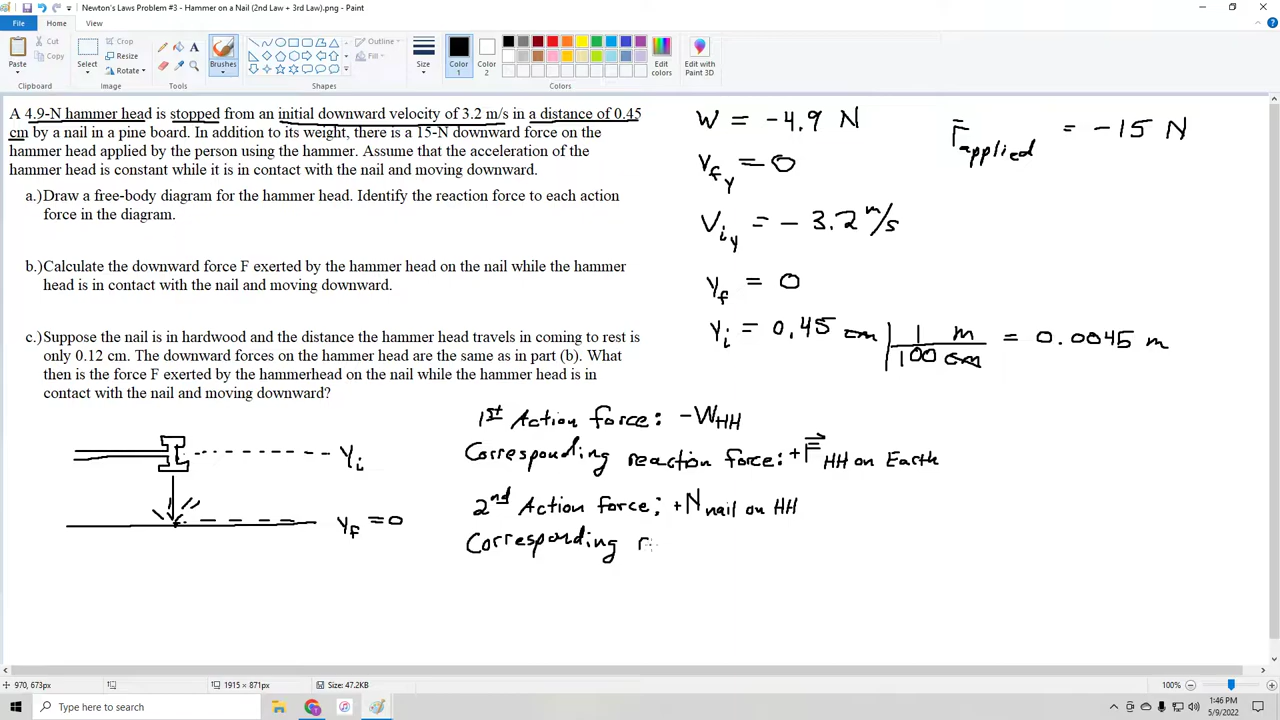 Newton's Laws Problem #3 - Hammer on a Nail (2nd Law + 3rd Law).png - Paint
File Home View
Paste Cut Copy Clipboard
Select Crop Resize Rotate Image
Tools
Brushes
Outline Fill Shapes
Size
Color 1 Color 2 Edit colors Colors
Edit with Paint 3D
A 4.9-N hammer head is stopped from an initial downward velocity of 3.2 m/s in a distance of 0.45
cm by a nail in a pine board. In addition to its weight, there is a 15-N downward force on the
hammer head applied by the person using the hammer. Assume that the acceleration of the
hammer head is constant while it is in contact with the nail and moving downward.
a.)Draw a free-body diagram for the hammer head. Identify the reaction force to each action
force in the diagram.
b.)Calculate the downward force F exerted by the hammer head on the nail while the hammer
head is in contact with the nail and moving downward.
c.)Suppose the nail is in hardwood and the distance the hammer head travels in coming to rest is
only 0.12 cm. The downward forces on the hammer head are the same as in part (b). What
then is the force F exerted by the hammerhead on the nail while the hammer head is in
contact with the nail and moving downward?
W = -4.9 N
F applied = -15 N
Vf y = 0
Vi y = - 3.2 m/s
yf = 0
yi = 0.45 cm | 1 m / 100 cm = 0.0045 m
1st Action force: -WHH
Corresponding reaction force: +F HH on Earth
2nd Action force; +N nail on HH
Corresponding r
yi
yf = 0
970, 673px 1915 × 871px Size: 47.2KB 100%
Type here to search
1:46 PM
5/9/2022